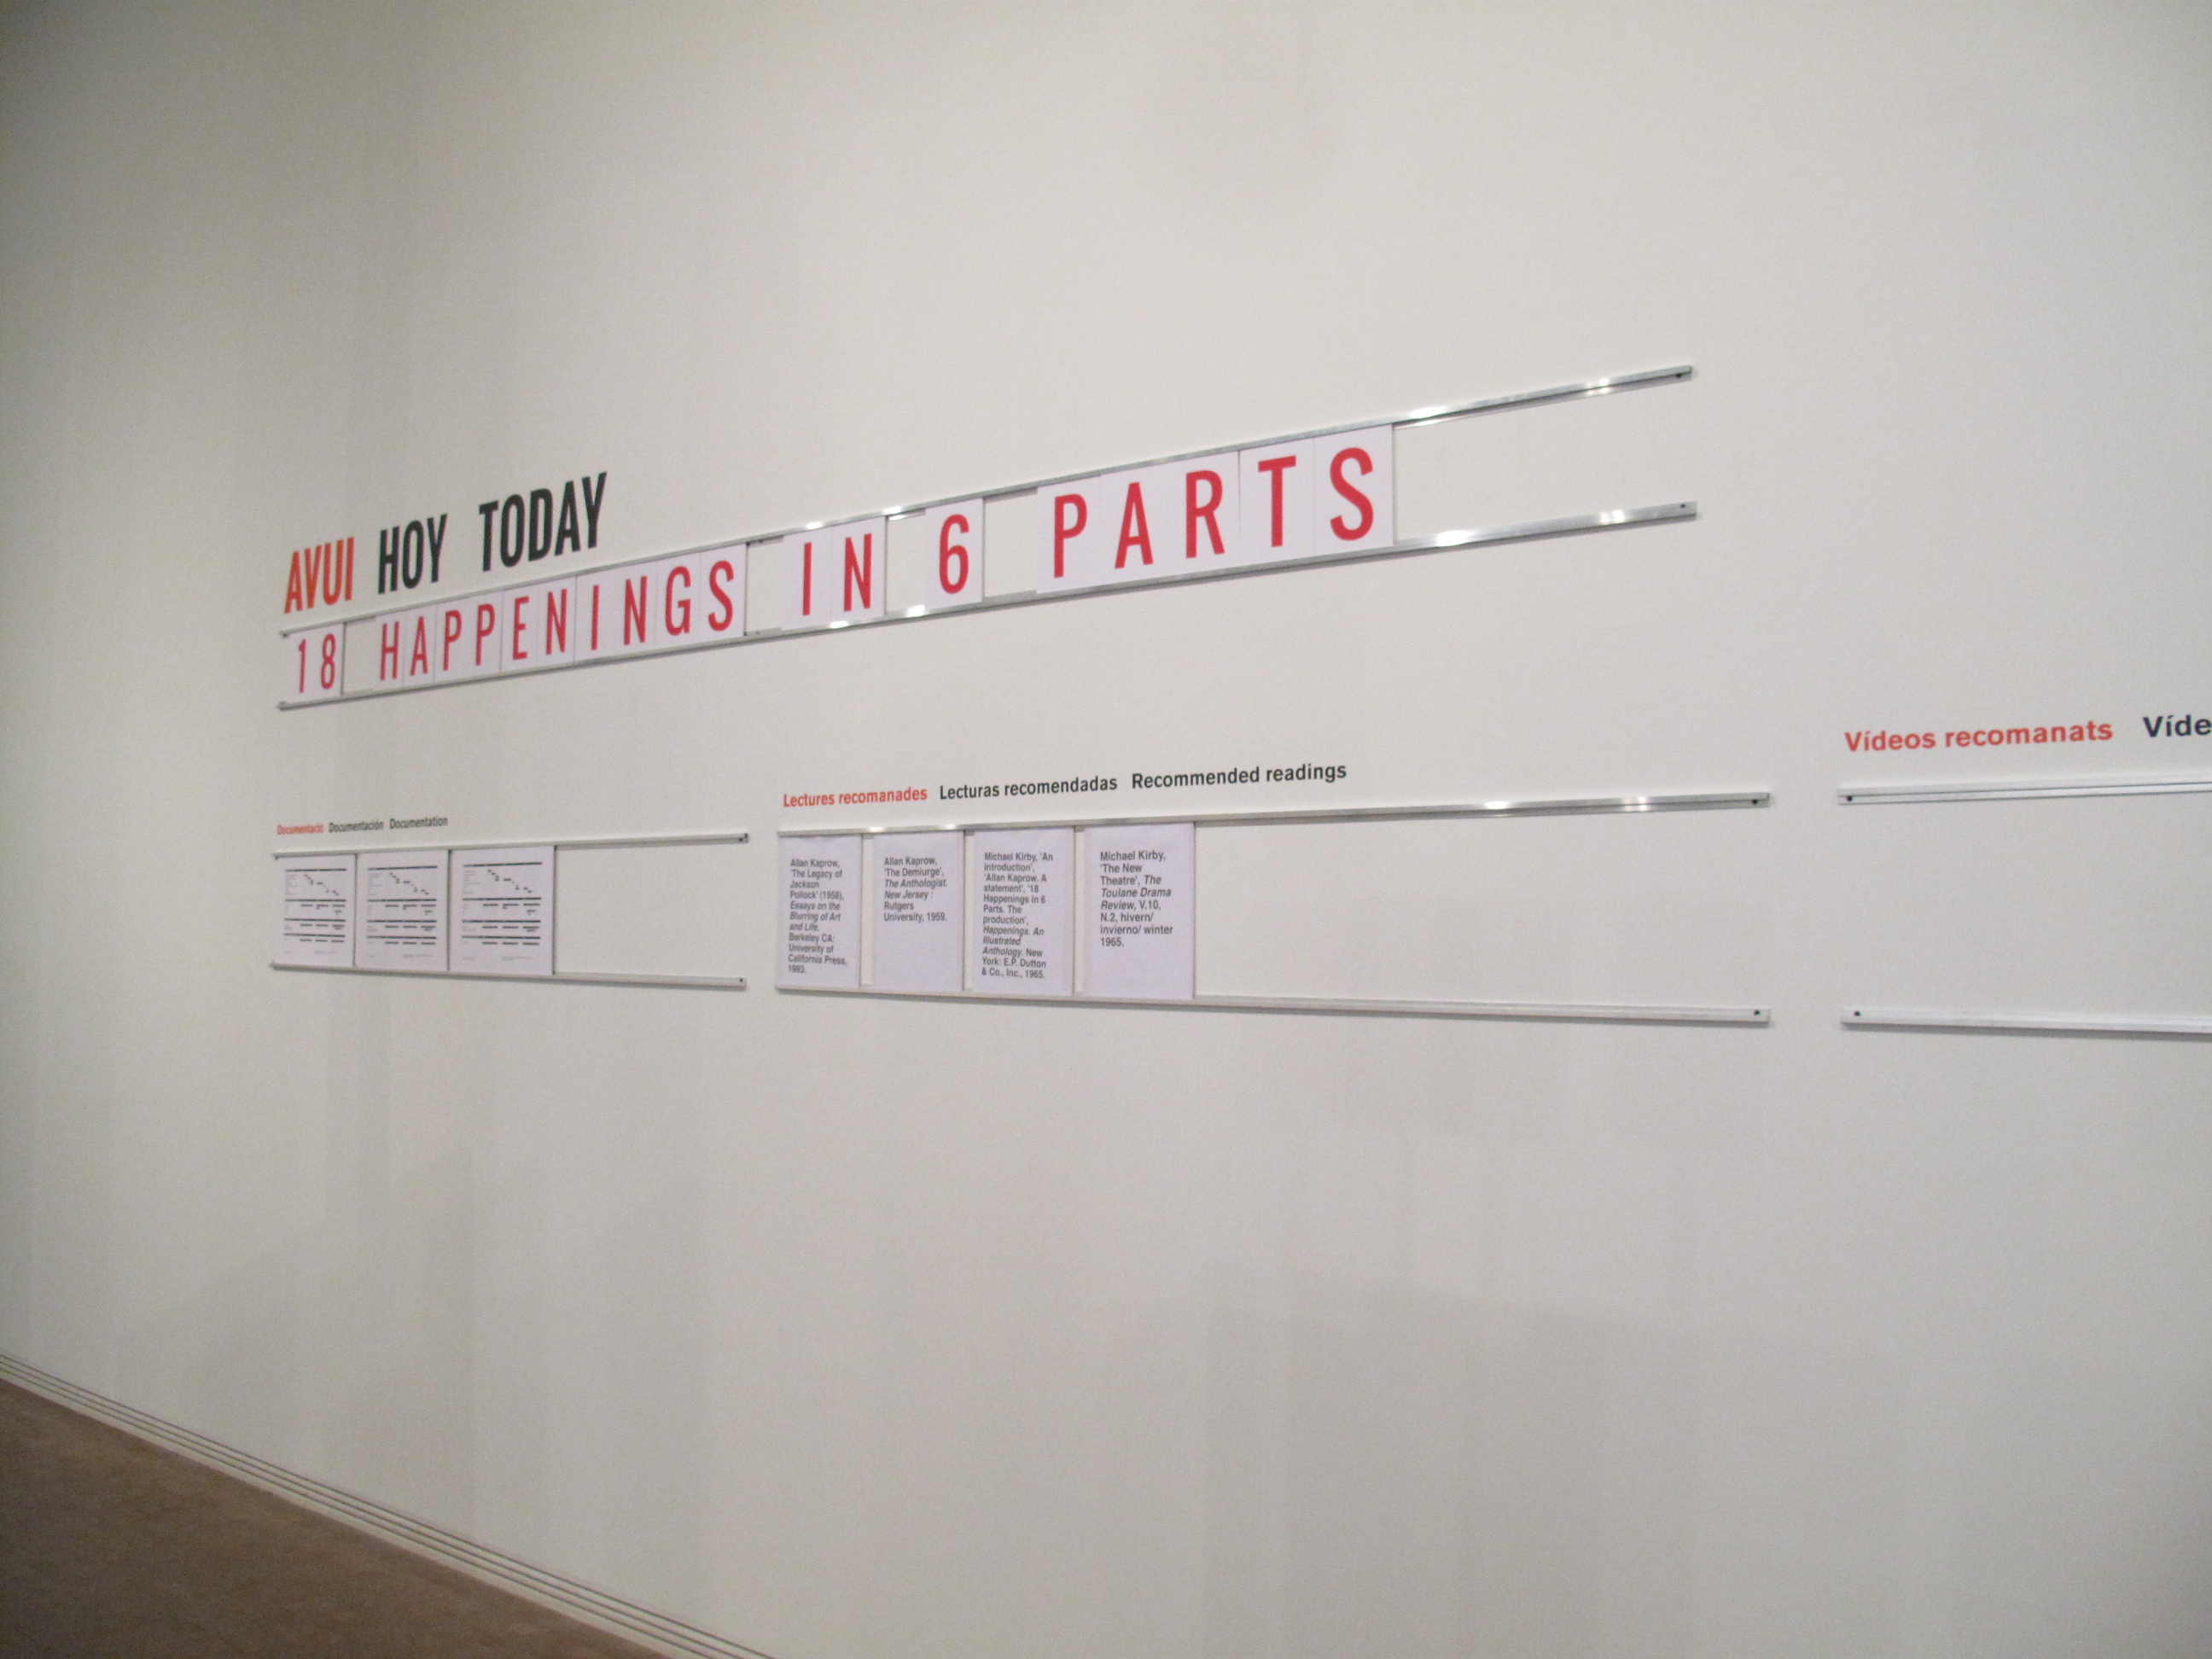 AVUI HOY TODAY
18 HAPPENINGS IN 6 PARTS
Documentació Documentación Documentation
Lectures recomanades Lecturas recomendadas Recommended readings
Allan Kaprow,
'The Legacy of
Jackson
Pollock' (1958),
Essays on the
Blurring of Art
and Life.
Berkeley CA:
University of
California Press,
1993.
Allan Kaprow,
'The Demiurge',
The Anthologist.
New Jersey :
Rutgers
University, 1959.
Michael Kirby, 'An
Introduction',
'Allan Kaprow. A
statement', '18
Happenings in 6
Parts. The
production',
Happenings. An
Illustrated
Anthology. New
York: E.P. Dutton
& Co., Inc., 1965.
Michael Kirby,
'The New
Theatre', The
Toulane Drama
Review, V.10,
N.2, hivern/
invierno/ winter
1965.
Vídeos recomanats Víde